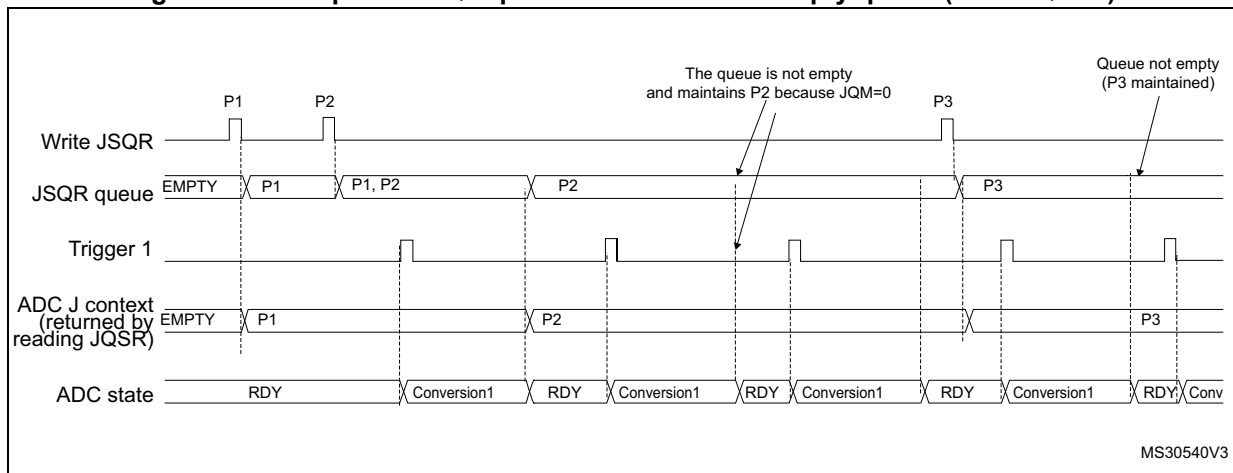 The queue is not empty
and maintains P2 because JQM=0
Queue not empty
(P3 maintained)
P1 P2 P3
Write JSQR
JSQR queue EMPTY P1 P1, P2 P2 P3
Trigger 1
ADC J context
(returned by
reading JQSR) EMPTY P1 P2 P3
ADC state RDY Conversion1 RDY Conversion1 RDY Conversion1 RDY Conversion1 RDY Conv
MS30540V3